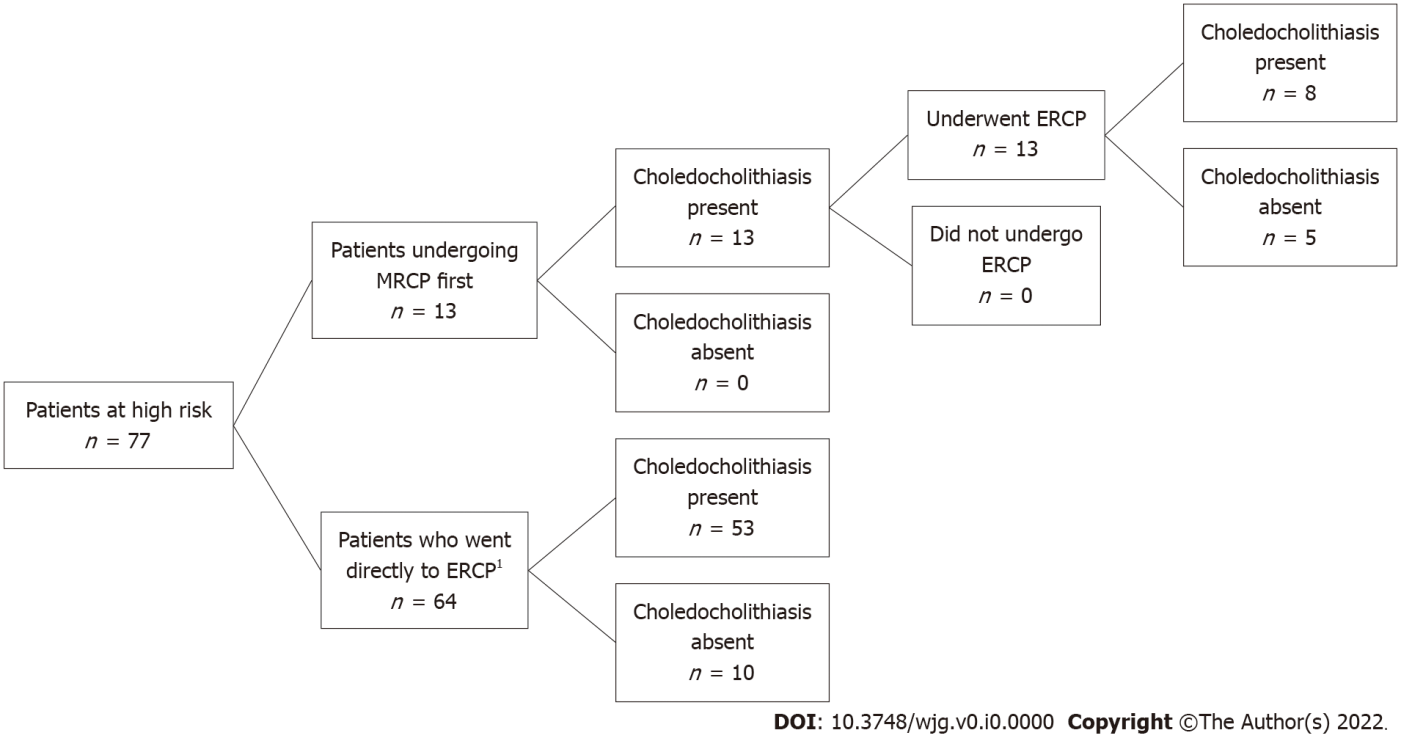 Patients at high risk
n = 77
Patients undergoing
MRCP first
n = 13
Patients who went
directly to ERCP¹
n = 64
Choledocholithiasis
present
n = 13
Choledocholithiasis
absent
n = 0
Choledocholithiasis
present
n = 53
Choledocholithiasis
absent
n = 10
Underwent ERCP
n = 13
Did not undergo
ERCP
n = 0
Choledocholithiasis
present
n = 8
Choledocholithiasis
absent
n = 5
DOI: 10.3748/wjg.v0.i0.0000 Copyright ©The Author(s) 2022.